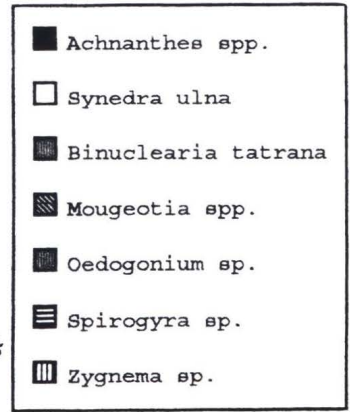 Achnanthes spp.
Synedra ulna
Binuclearia tatrana
Mougeotia spp.
Oedogonium sp.
Spirogyra sp.
Zygnema sp.